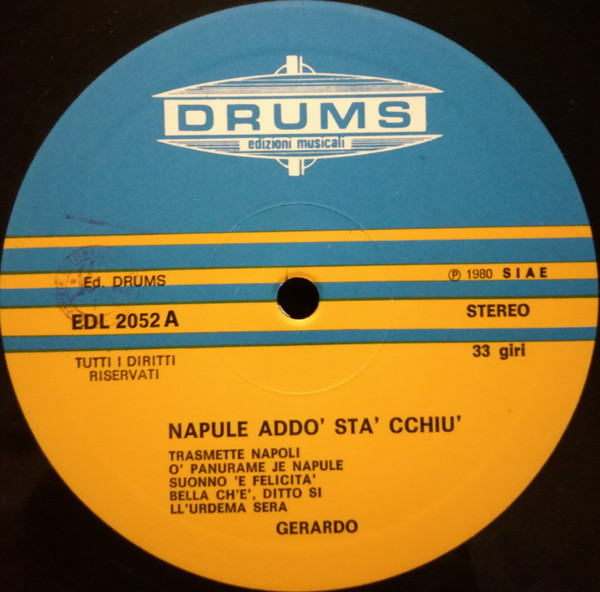 DRUMS
edizioni musicali
Ed. DRUMS
℗ 1980 SIAE
EDL 2052 A
STEREO
TUTTI I DIRITTI
RISERVATI
33 giri
NAPULE ADDO' STA' CCHIU'
TRASMETTE NAPOLI
O' PANURAME JE NAPULE
SUONNO 'E FELICITA'
BELLA CH'E', DITTO SI
LL'URDEMA SERA
GERARDO